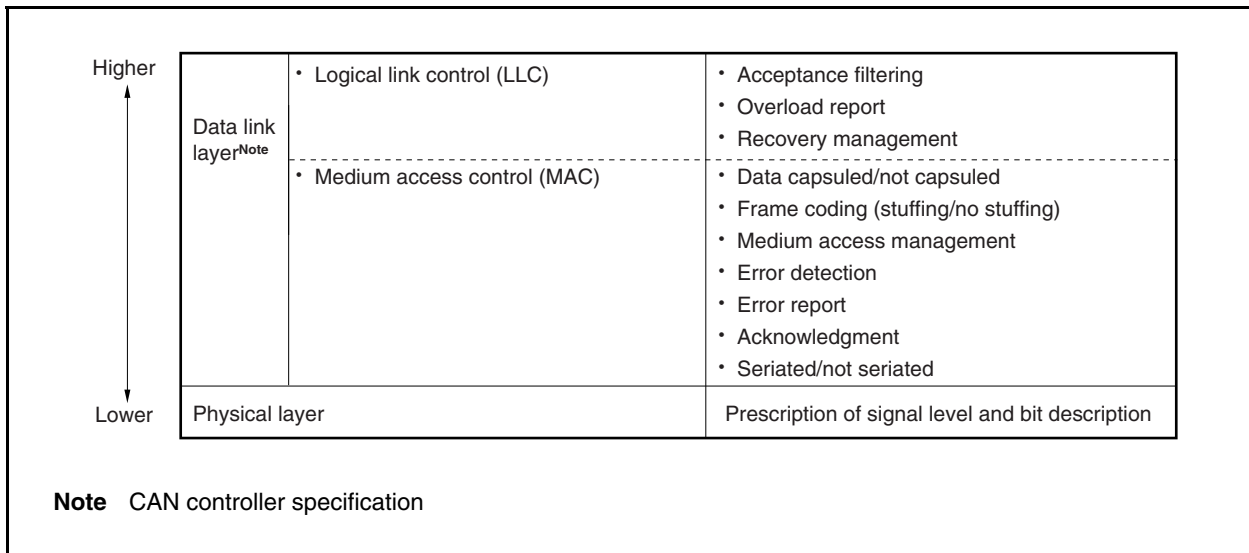 Higher
Data link
layerNote
• Logical link control (LLC)
• Acceptance filtering
• Overload report
• Recovery management
• Medium access control (MAC)
• Data capsuled/not capsuled
• Frame coding (stuffing/no stuffing)
• Medium access management
• Error detection
• Error report
• Acknowledgment
• Seriated/not seriated
Lower
Physical layer
Prescription of signal level and bit description
Note CAN controller specification